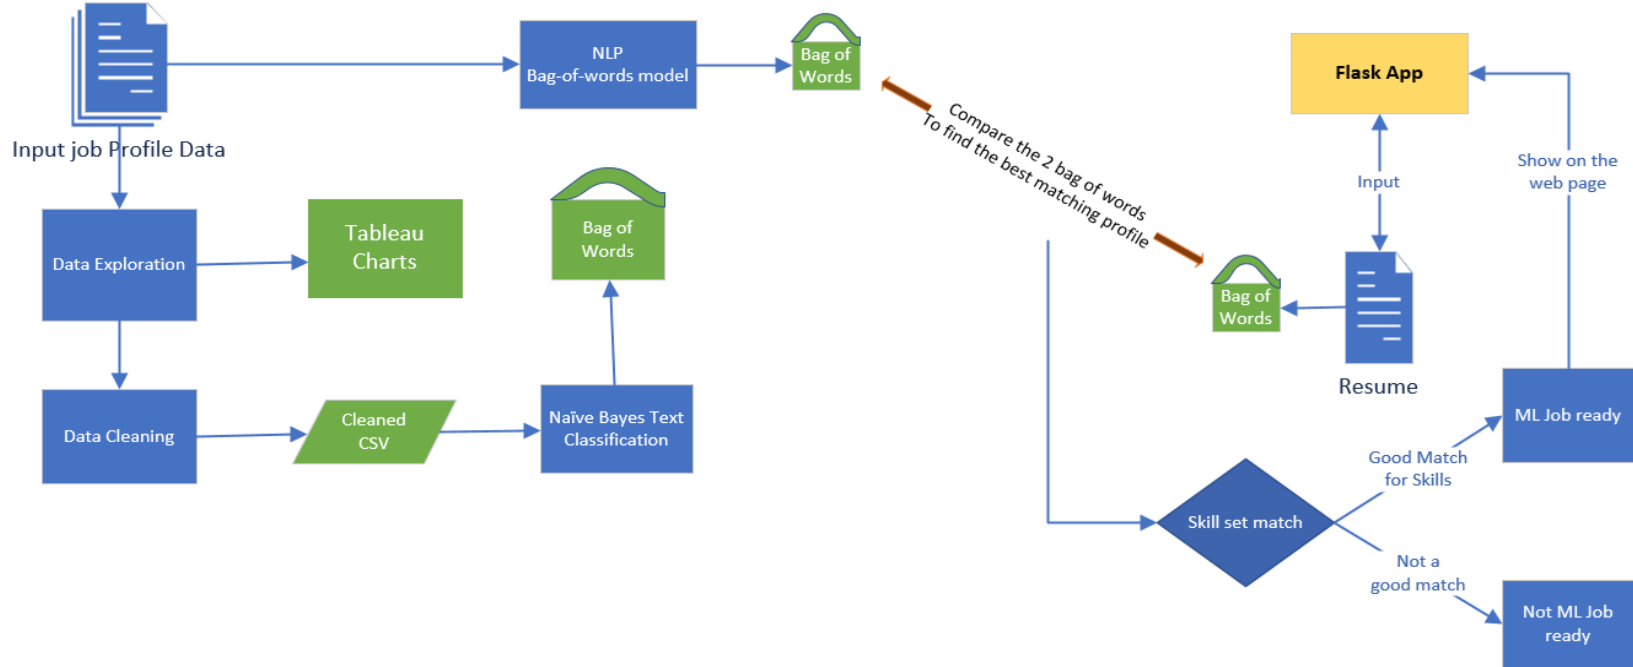 Input job Profile Data
NLP
Bag-of-words model
Bag of
Words
Compare the 2 bag of words
To find the best matching profile
Flask App
Input
Show on the
web page
Data Exploration
Tableau
Charts
Bag of
Words
Bag of
Words
Resume
Data Cleaning
Cleaned
CSV
Naïve Bayes Text
Classification
Skill set match
Good Match
for Skills
ML Job ready
Not a
good match
Not ML Job
ready